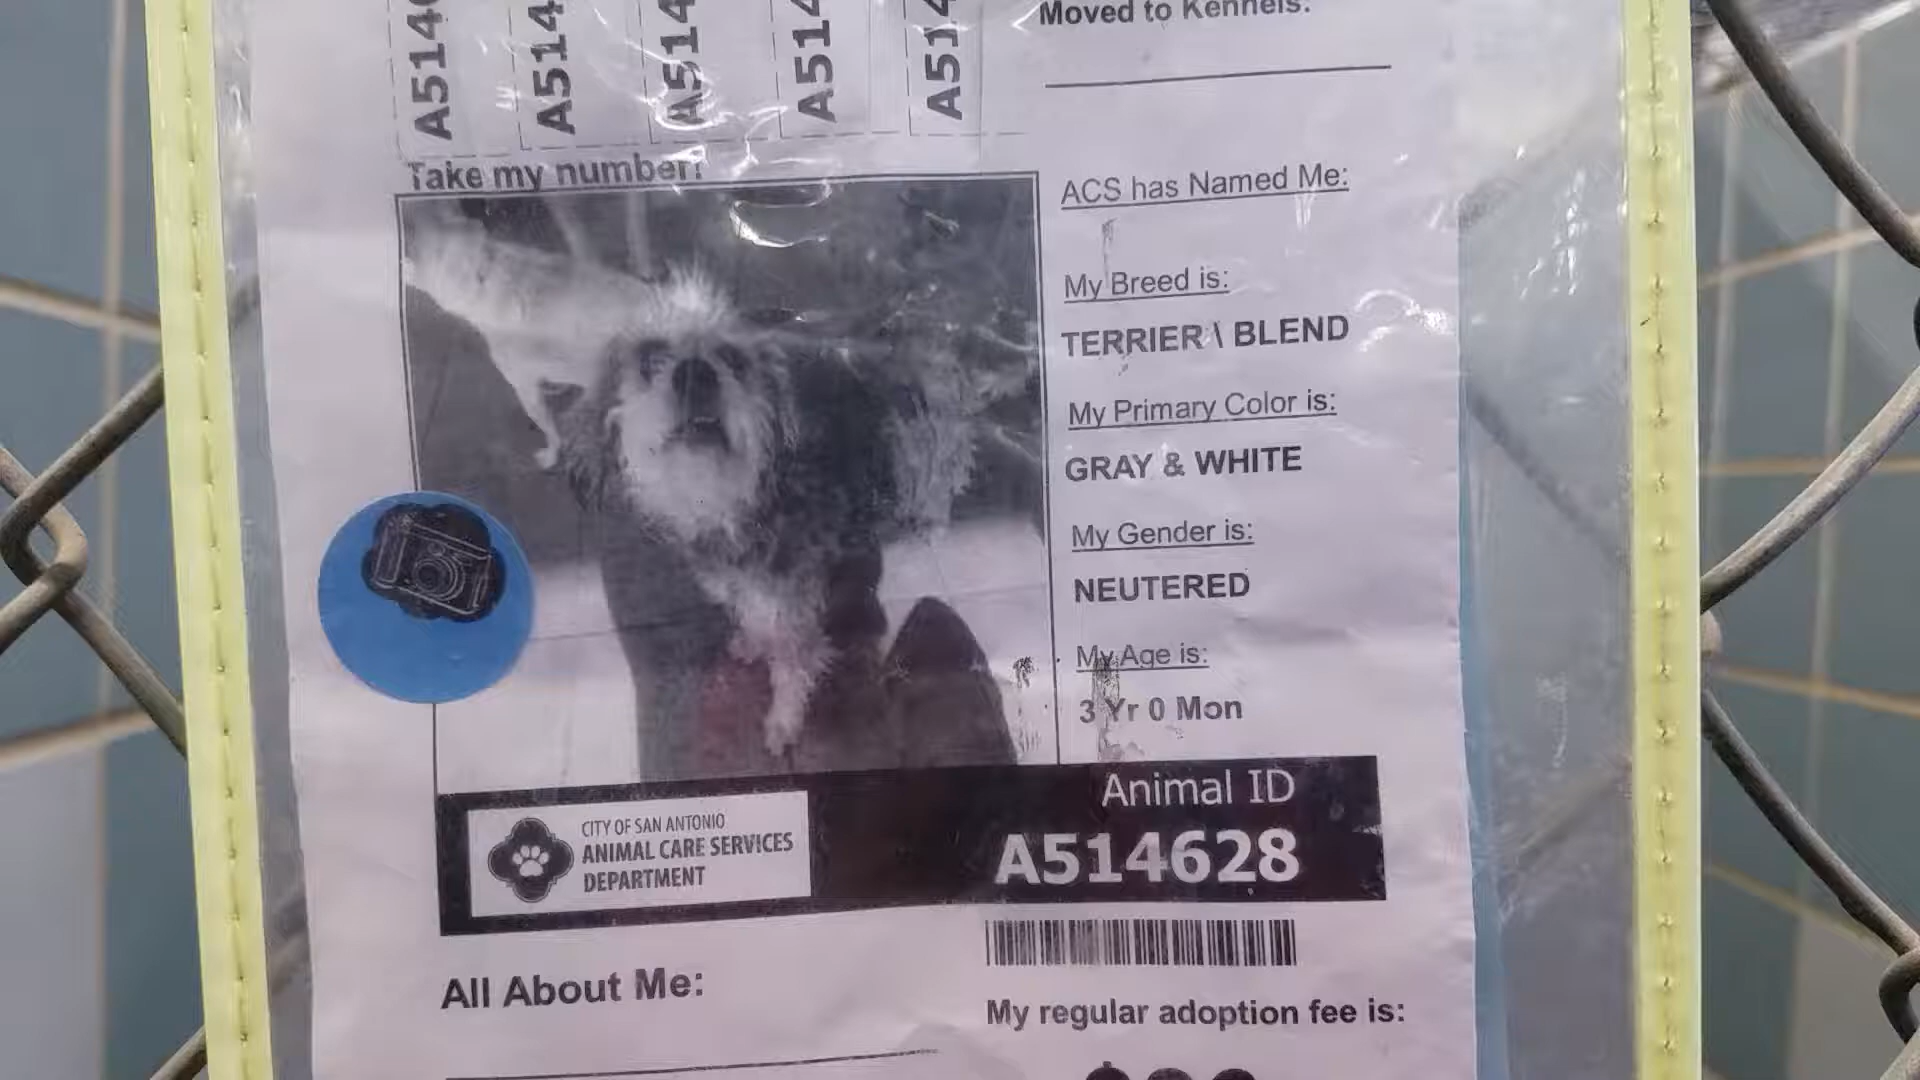 Moved to Kennels:
Take my number!
ACS has Named Me:
My Breed is:
TERRIER \ BLEND
My Primary Color is:
GRAY & WHITE
My Gender is:
NEUTERED
My Age is:
3 Yr 0 Mon
Animal ID
A514628
CITY OF SAN ANTONIO
ANIMAL CARE SERVICES
DEPARTMENT
All About Me:
My regular adoption fee is: